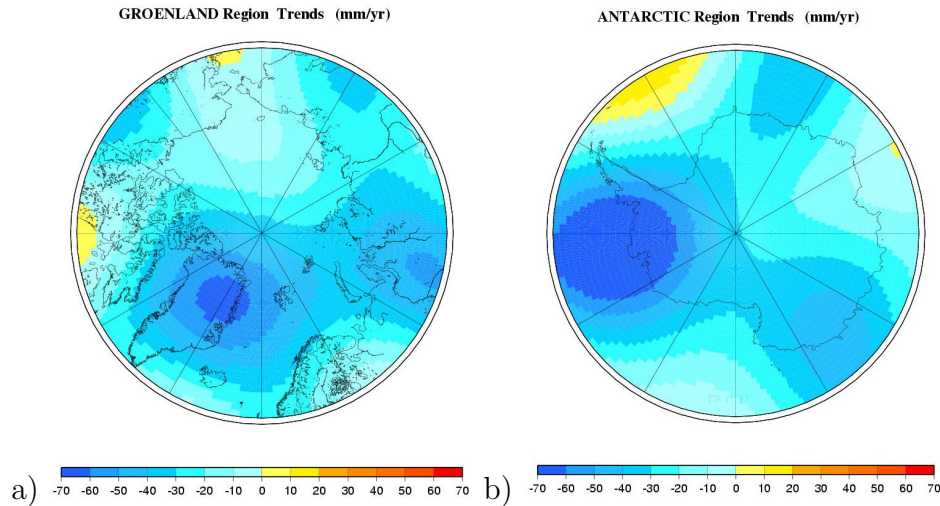 GROENLAND Region Trends (mm/yr)
ANTARCTIC Region Trends (mm/yr)
a)
-70 -60 -50 -40 -30 -20 -10 0 10 20 30 40 50 60 70
b)
-70 -60 -50 -40 -30 -20 -10 0 10 20 30 40 50 60 70